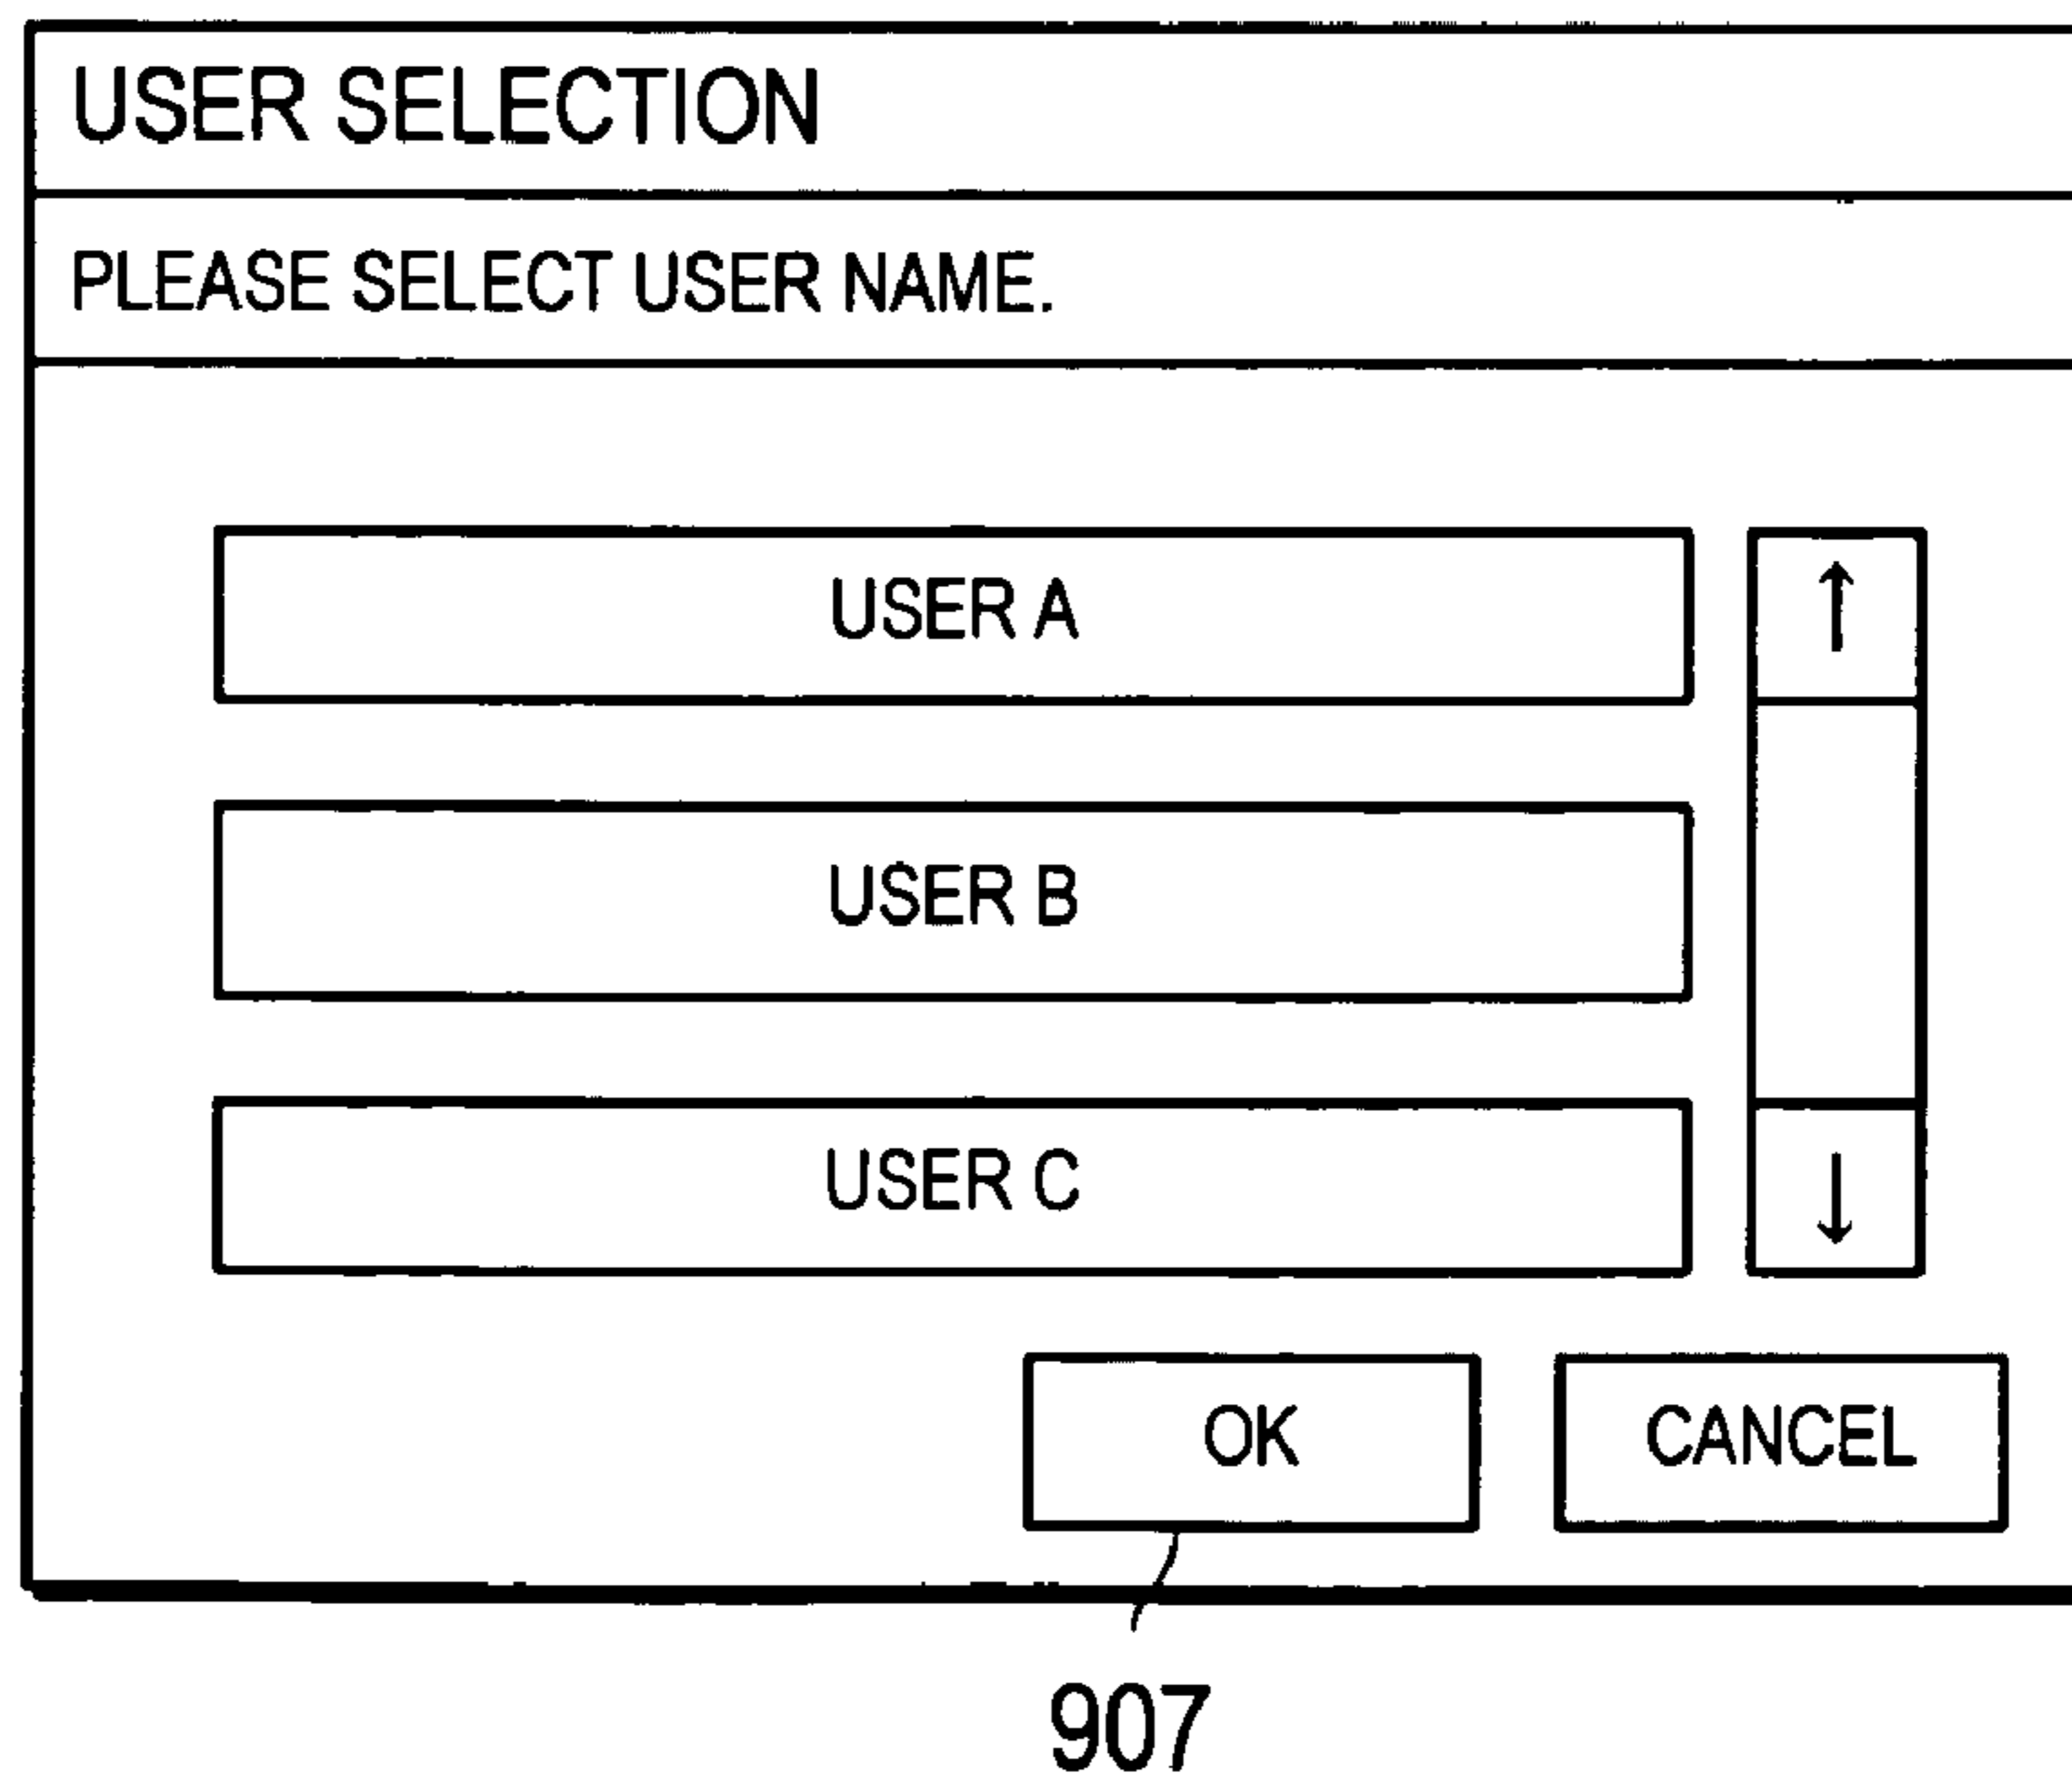 USER SELECTION
PLEASE SELECT USER NAME.
USER A
↑
USER B
USER C
↓
OK
CANCEL
907